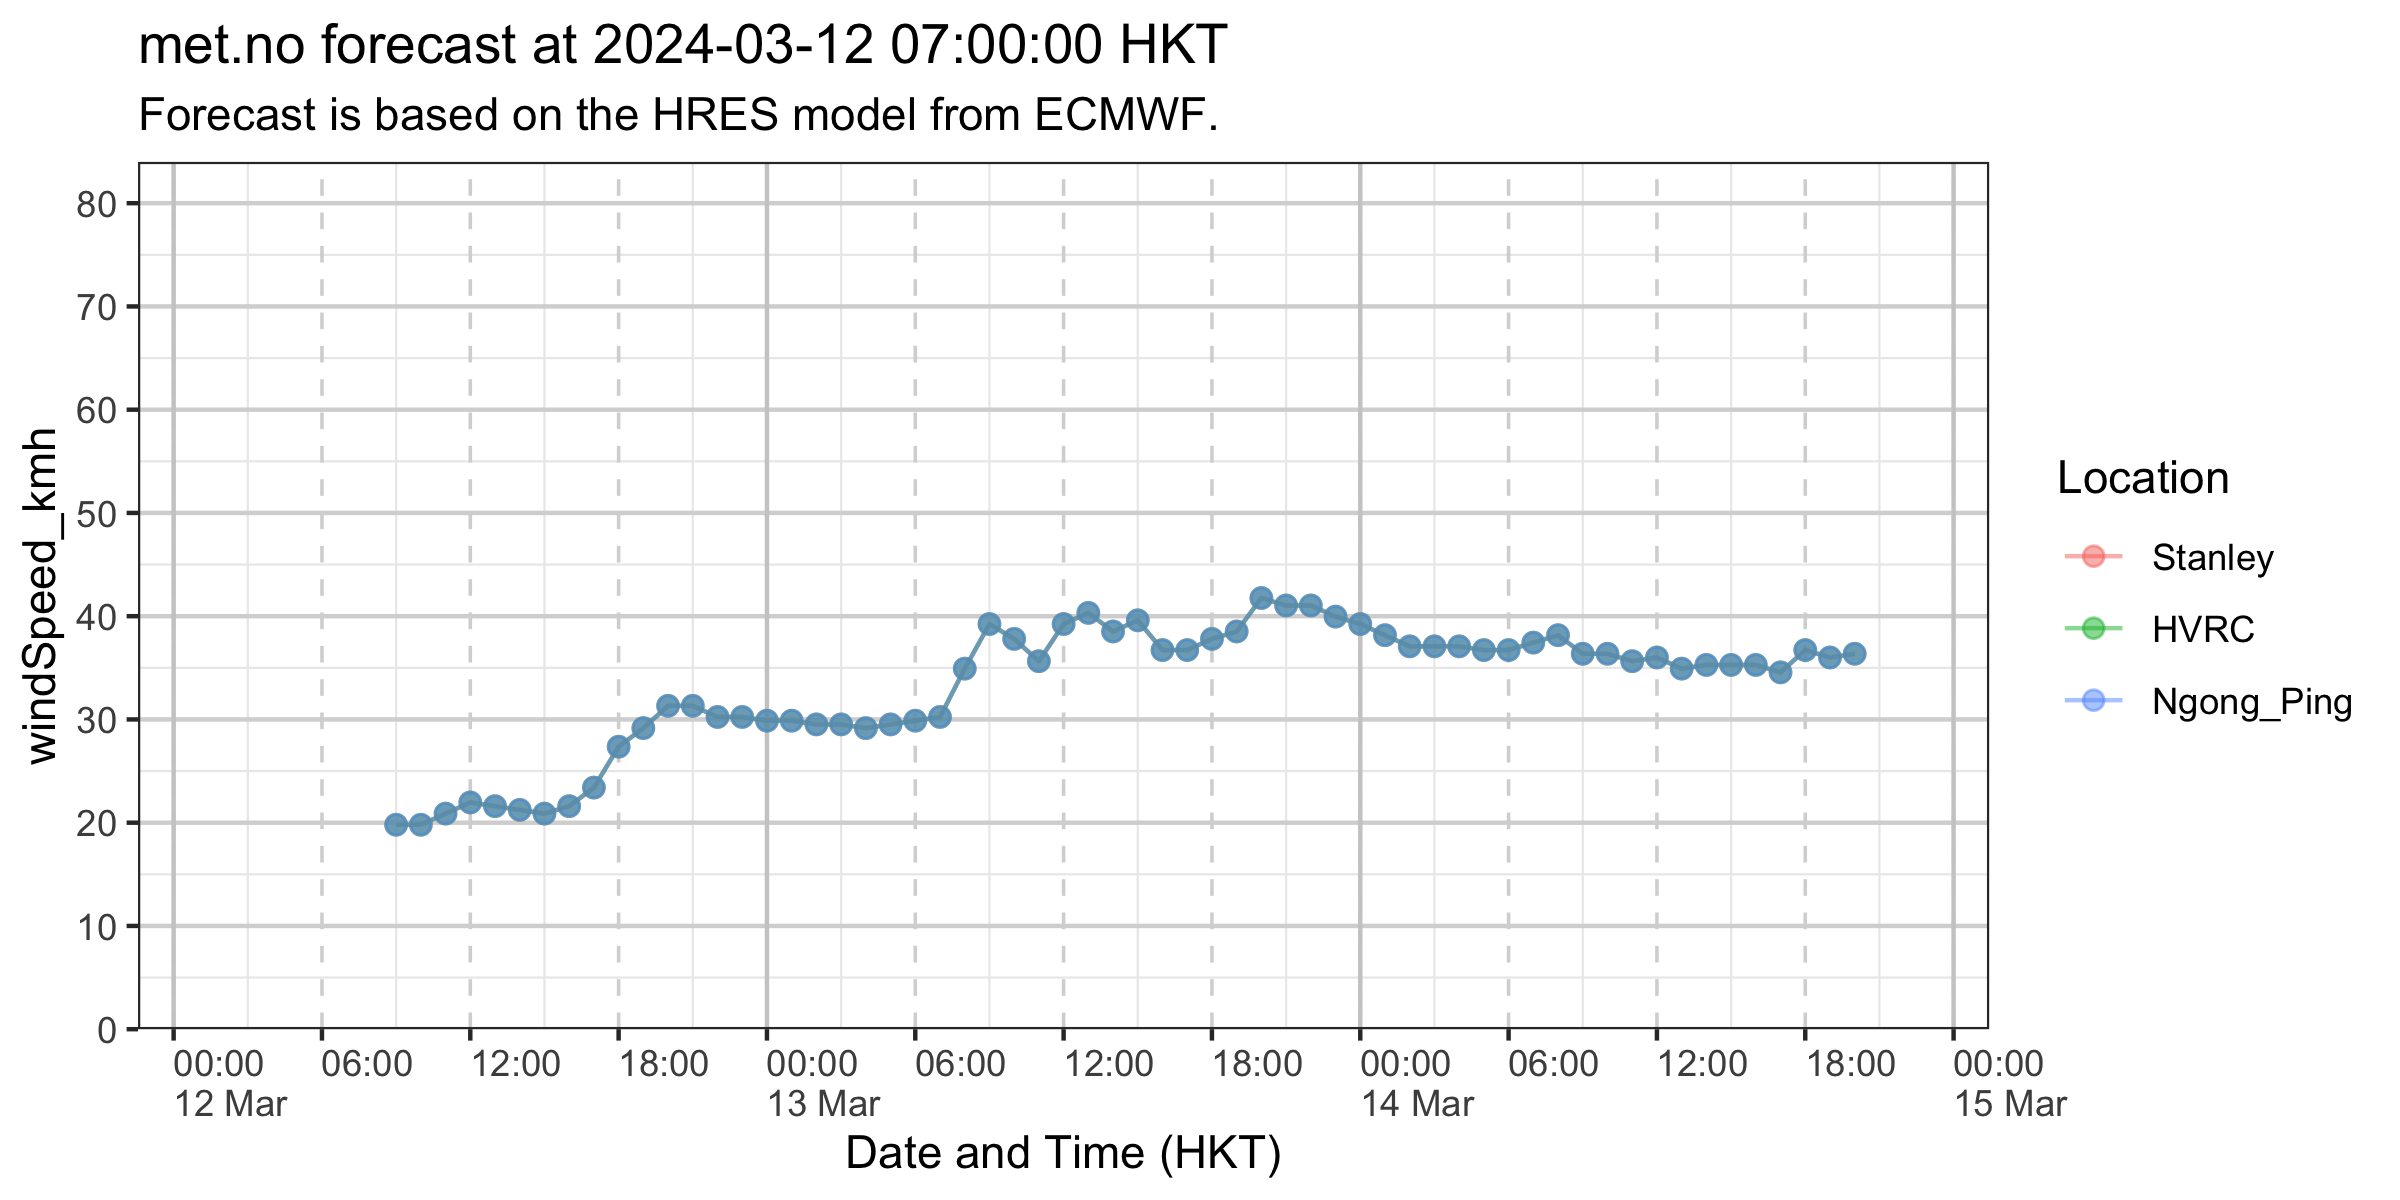 met.no forecast at 2024-03-12 07:00:00 HKT
Forecast is based on the HRES model from ECMWF.
windSpeed_kmh
80
70
60
50
40
30
20
10
0
00:00 06:00 12:00 18:00 00:00 06:00 12:00 18:00 00:00 06:00 12:00 18:00 00:00
12 Mar 13 Mar 14 Mar 15 Mar
Date and Time (HKT)
Location
Stanley
HVRC
Ngong_Ping